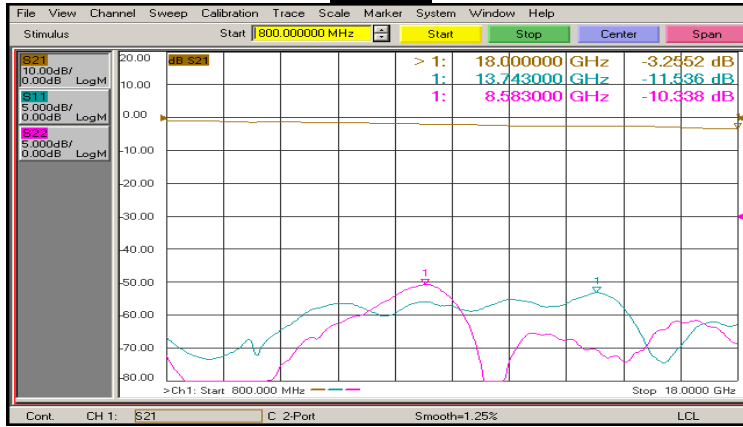 File View Channel Sweep Calibration Trace Scale Marker System Window Help
Stimulus Start 800.000000 MHz Start Stop Center Span
S21
10.00dB/
0.00dB LogM
S11
5.000dB/
0.00dB LogM
S22
5.000dB/
0.00dB LogM
dB S21
> 1: 18.000000 GHz -3.2552 dB
1: 13.743000 GHz -11.536 dB
1: 8.583000 GHz -10.338 dB
20.00
10.00
0.00
-10.00
-20.00
-30.00
-40.00
-50.00
-60.00
-70.00
-80.00
1
1
>Ch1: Start 800.000 MHz Stop 18.0000 GHz
Cont. CH 1: S21 C 2-Port Smooth=1.25% LCL